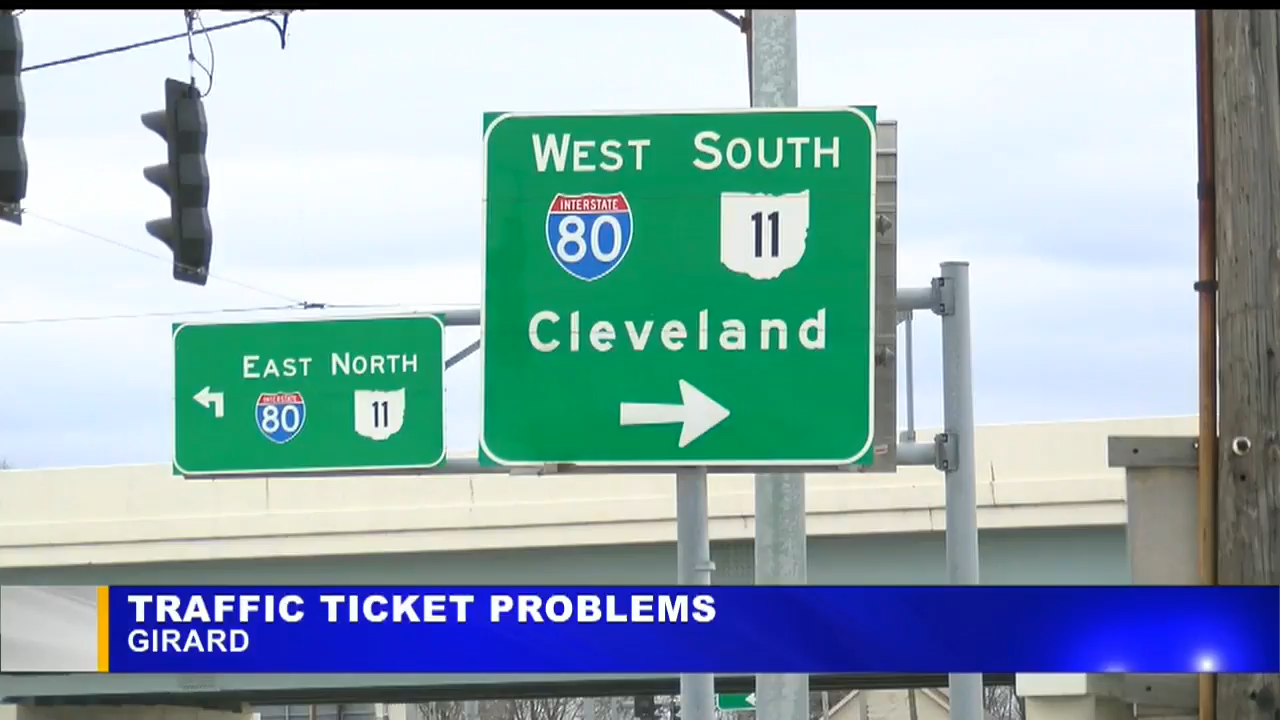 WEST SOUTH
INTERSTATE
80
11
Cleveland
EAST NORTH
INTERSTATE
80
11
TRAFFIC TICKET PROBLEMS
GIRARD